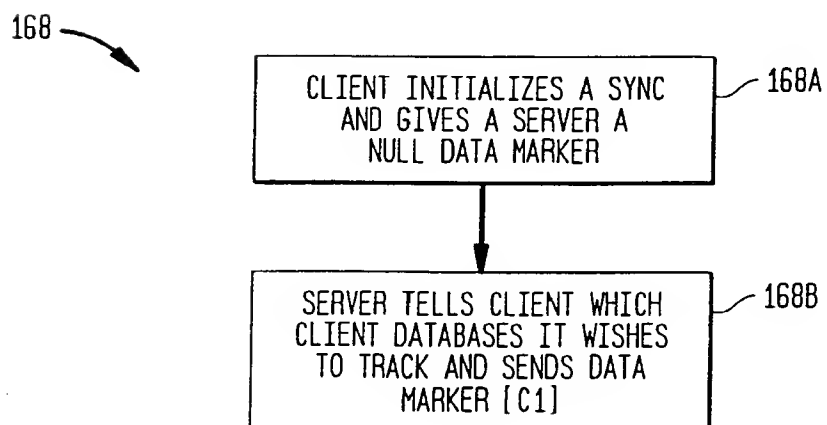 168
168A
CLIENT INITIALIZES A SYNC
AND GIVES A SERVER A
NULL DATA MARKER
168B
SERVER TELLS CLIENT WHICH
CLIENT DATABASES IT WISHES
TO TRACK AND SENDS DATA
MARKER [C1]